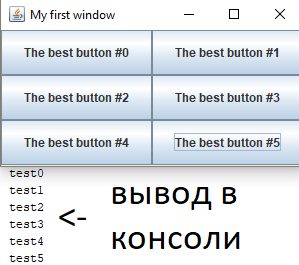 My first window
The best button #0 The best button #1
The best button #2 The best button #3
The best button #4 The best button #5
test0
test1
test2
test3
test4
test5
<- вывод в
консоли